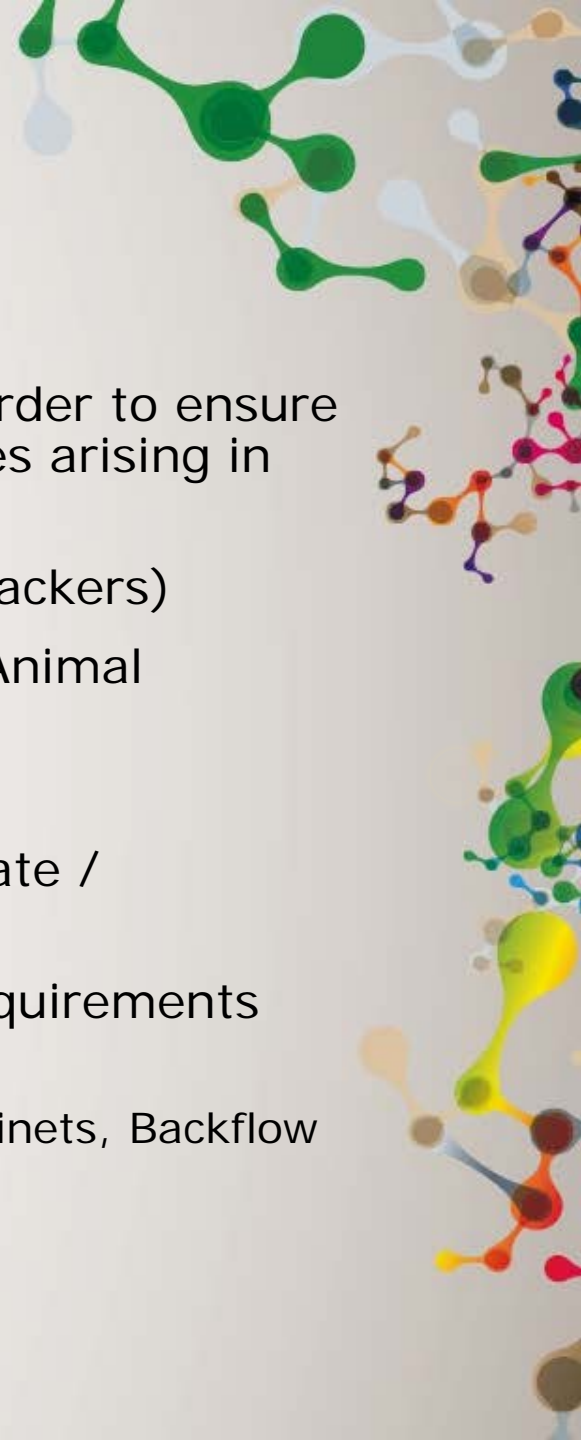 rder to ensure
es arising in
ackers)
Animal
ate /
quirements
inets, Backflow